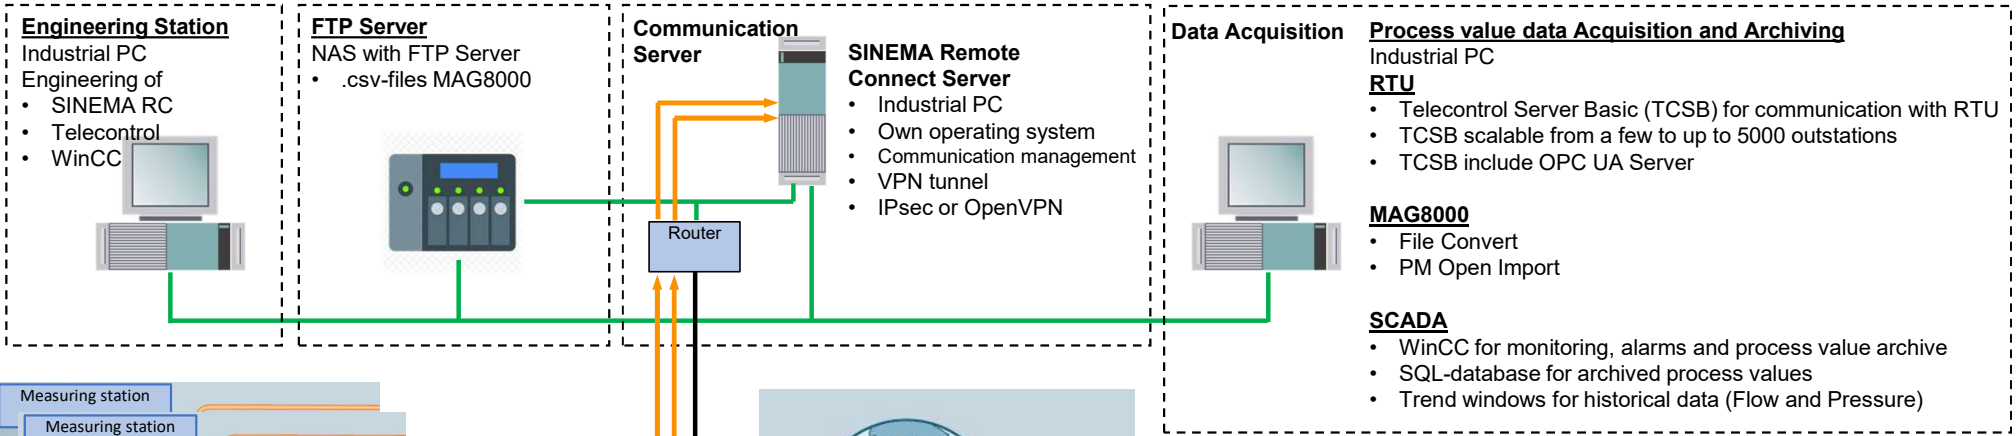 Engineering Station
Industrial PC
Engineering of
• SINEMA RC
• Telecontrol
• WinCC
FTP Server
NAS with FTP Server
• .csv-files MAG8000
Communication
Server
SINEMA Remote
Connect Server
• Industrial PC
• Own operating system
• Communication management
• VPN tunnel
• IPsec or OpenVPN
Router
Data Acquisition
Process value data Acquisition and Archiving
Industrial PC
RTU
• Telecontrol Server Basic (TCSB) for communication with RTU
• TCSB scalable from a few to up to 5000 outstations
• TCSB include OPC UA Server
MAG8000
• File Convert
• PM Open Import
SCADA
• WinCC for monitoring, alarms and process value archive
• SQL-database for archived process values
• Trend windows for historical data (Flow and Pressure)
Measuring station
Measuring station